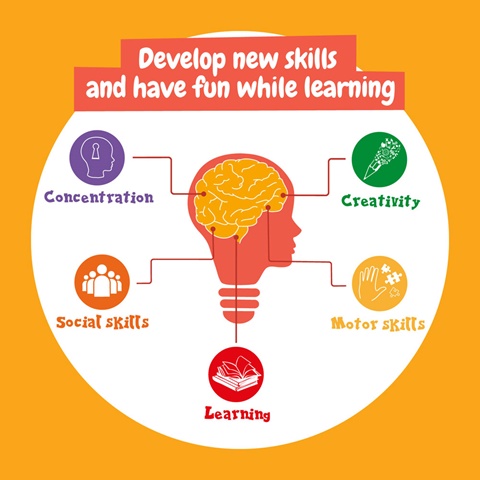 Develop new skills
and have fun while learning
Concentration
Creativity
Social skills
Motor skills
Learning